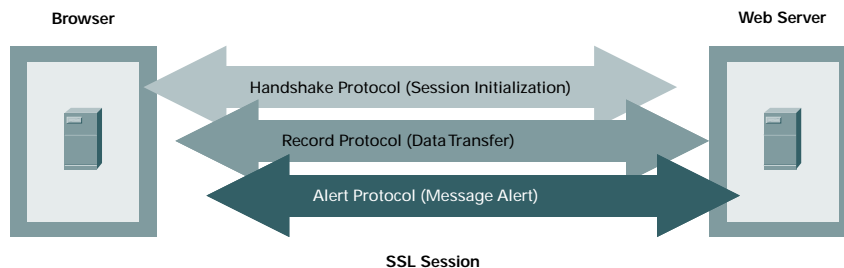 Browser
Web Server
Handshake Protocol (Session Initialization)
Record Protocol (Data Transfer)
Alert Protocol (Message Alert)
SSL Session